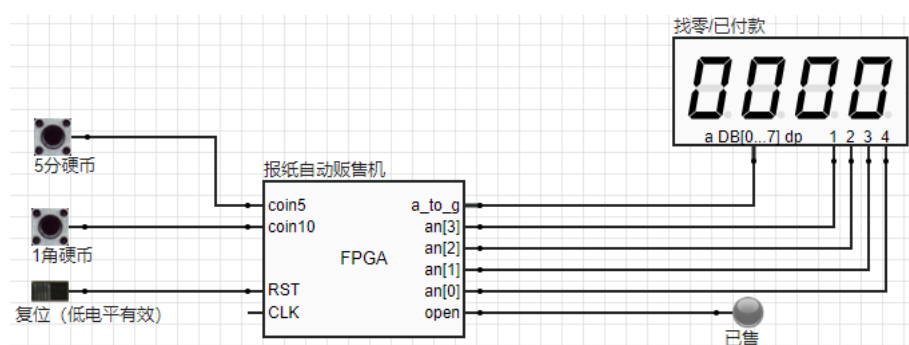 找零/已付款
0000
a DB[0...7] dp 1 2 3 4
5分硬币
报纸自动贩售机
coin5 a_to_g
coin10 an[3]
1角硬币
FPGA
an[2]
an[1]
RST an[0]
复位（低电平有效）
CLK open
已售